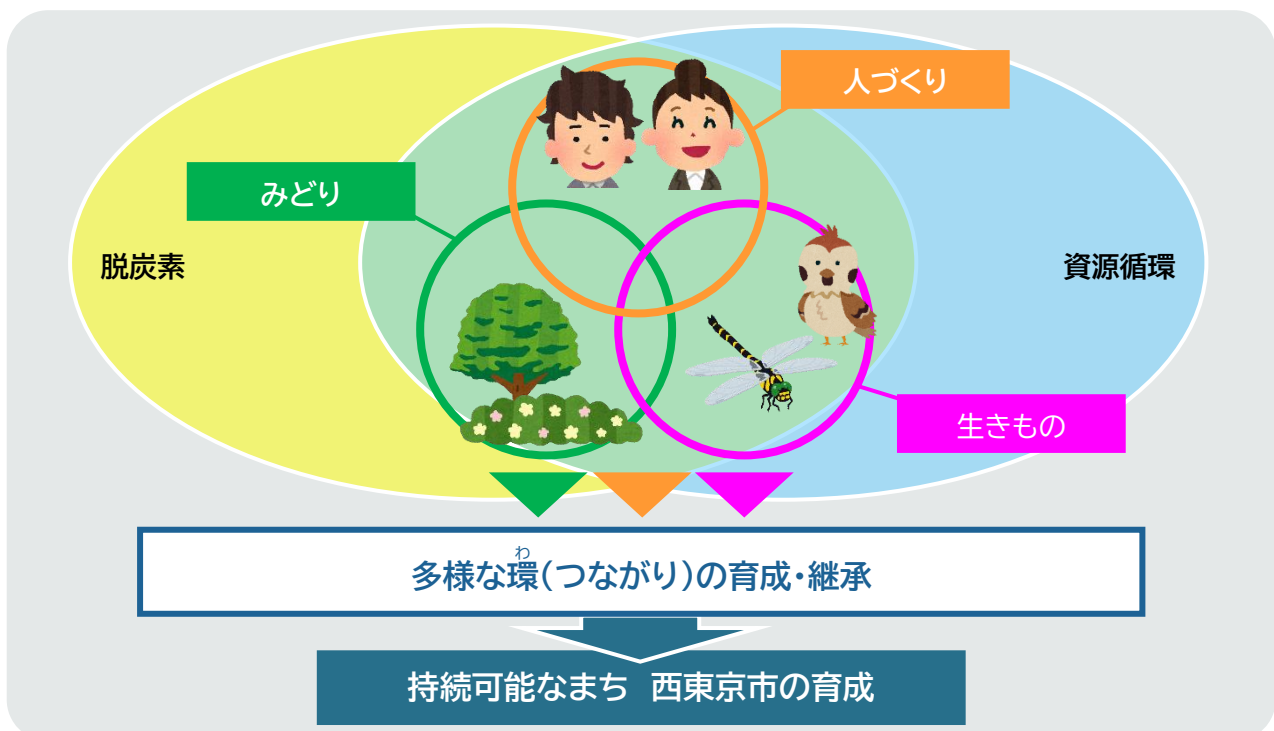 人づくり
みどり
脱炭素
資源循環
生きもの
わ
多様な環(つながり)の育成・継承
持続可能なまち　西東京市の育成